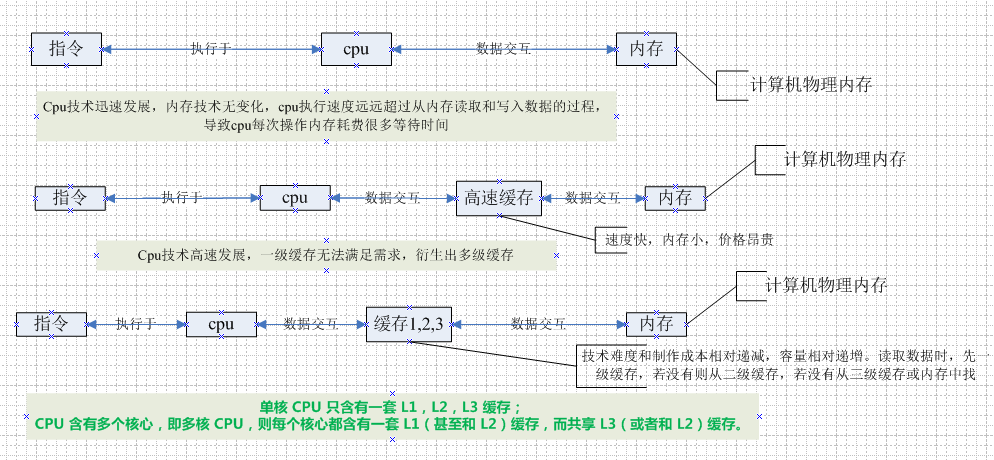 指令 执行于 cpu 数据交互 内存
计算机物理内存
Cpu技术迅速发展，内存技术无变化，cpu执行速度远远超过从内存读取和写入数据的过程，
导致cpu每次操作内存耗费很多等待时间
计算机物理内存
指令 执行于 cpu 数据交互 高速缓存 数据交互 内存
速度快，内存小，价格昂贵
Cpu技术高速发展，一级缓存无法满足需求，衍生出多级缓存
计算机物理内存
指令 执行于 cpu 数据交互 缓存1,2,3 数据交互 内存
技术难度和制作成本相对递减，容量相对递增。读取数据时，先一
级缓存，若没有则从二级缓存，若没有从三级缓存或内存中找
单核 CPU 只含有一套 L1，L2，L3 缓存；
CPU 含有多个核心，即多核 CPU，则每个核心都含有一套 L1（甚至和 L2）缓存，而共享 L3（或者和 L2）缓存。